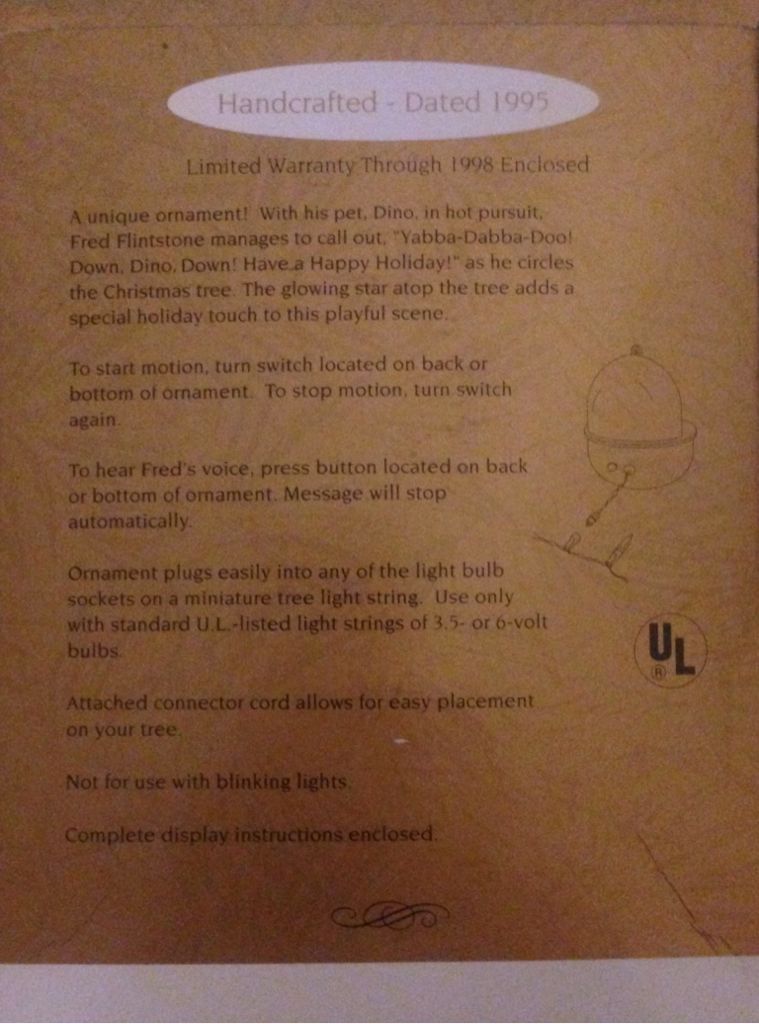 Handcrafted - Dated 1995
Limited Warranty Through 1998 Enclosed
A unique ornament! With his pet, Dino, in hot pursuit,
Fred Flintstone manages to call out, "Yabba-Dabba-Doo!
Down, Dino, Down! Have a Happy Holiday!" as he circles
the Christmas tree. The glowing star atop the tree adds a
special holiday touch to this playful scene.
To start motion, turn switch located on back or
bottom of ornament. To stop motion, turn switch
again.
To hear Fred's voice, press button located on back
or bottom of ornament. Message will stop
automatically.
Ornament plugs easily into any of the light bulb
sockets on a miniature tree light string. Use only
with standard U.L.-listed light strings of 3.5- or 6-volt
bulbs.
Attached connector cord allows for easy placement
on your tree.
Not for use with blinking lights.
Complete display instructions enclosed.
UL
®